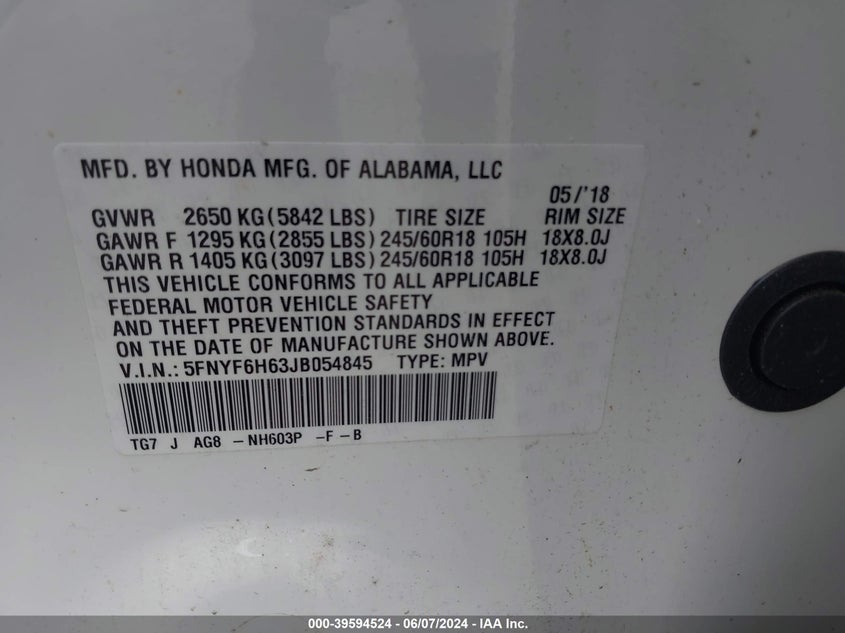 MFD. BY HONDA MFG. OF ALABAMA, LLC
05/'18
GVWR 2650 KG(5842 LBS) TIRE SIZE RIM SIZE
GAWR F 1295 KG(2855 LBS)245/60R18 105H 18X8.0J
GAWR R 1405 KG(3097 LBS)245/60R18 105H 18X8.0J
THIS VEHICLE CONFORMS TO ALL APPLICABLE
FEDERAL MOTOR VEHICLE SAFETY
AND THEFT PREVENTION STANDARDS IN EFFECT
ON THE DATE OF MANUFACTURE SHOWN ABOVE.
V.I.N.: 5FNYF6H63JB054845 TYPE: MPV
TG7 J AG8 -NH603P -F-B
000-39594524 - 06/07/2024 - IAA Inc.